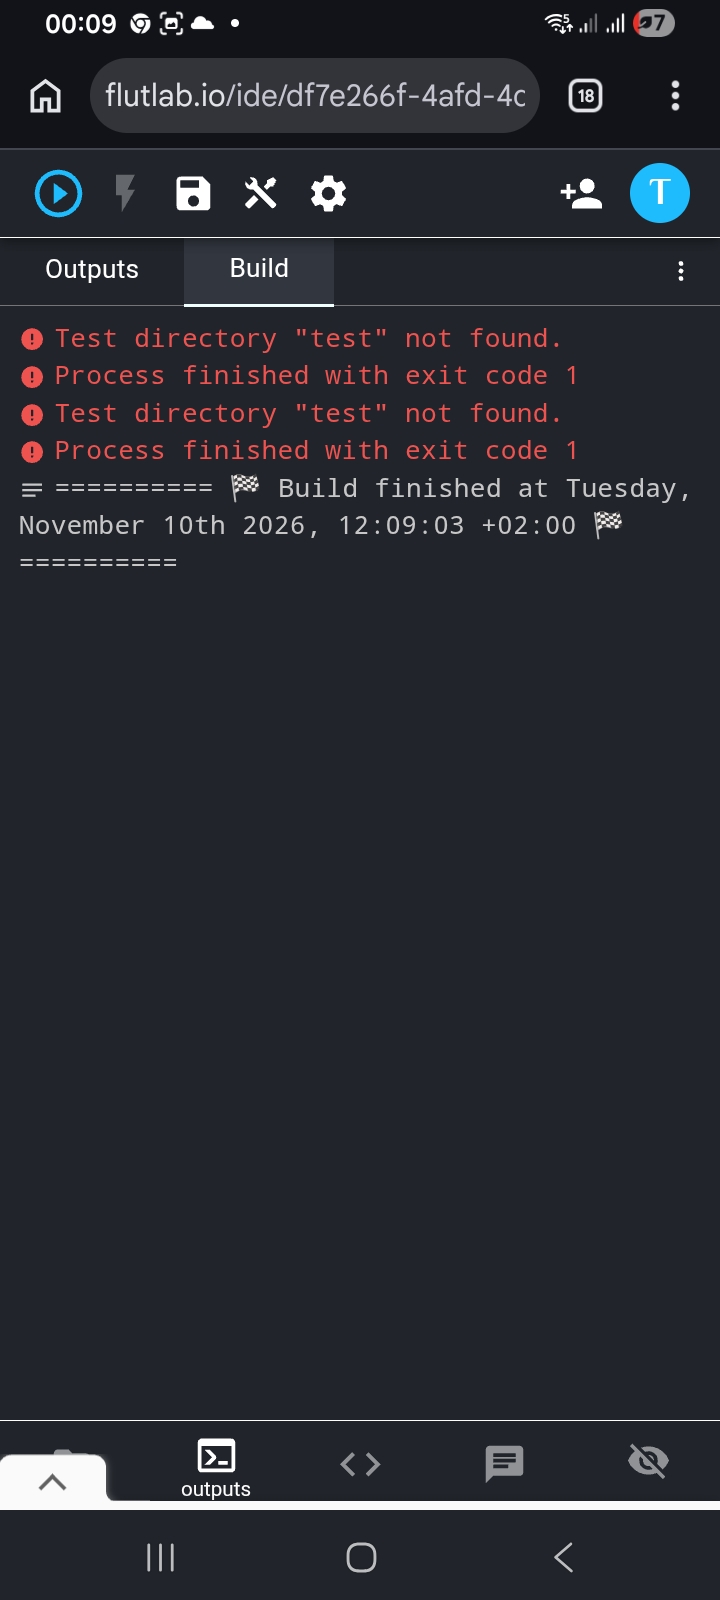 00:09
5
7
flutlab.io/ide/df7e266f-4afd-4c
18
T
Outputs
Build
Test directory "test" not found.
Process finished with exit code 1
Test directory "test" not found.
Process finished with exit code 1
========== 🏁 Build finished at Tuesday,
November 10th 2026, 12:09:03 +02:00 🏁
==========
outputs